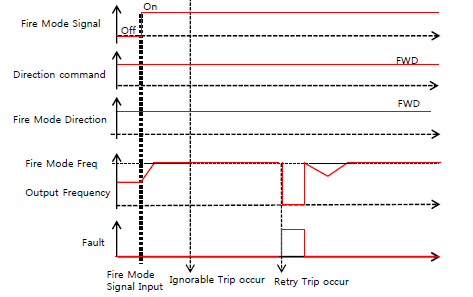 On
Fire Mode Signal
Off
FWD
Direction command
FWD
Fire Mode Direction
Fire Mode Freq
Output Frequency
Fault
Fire Mode
Signal Input
Ignorable Trip occur
Retry Trip occur